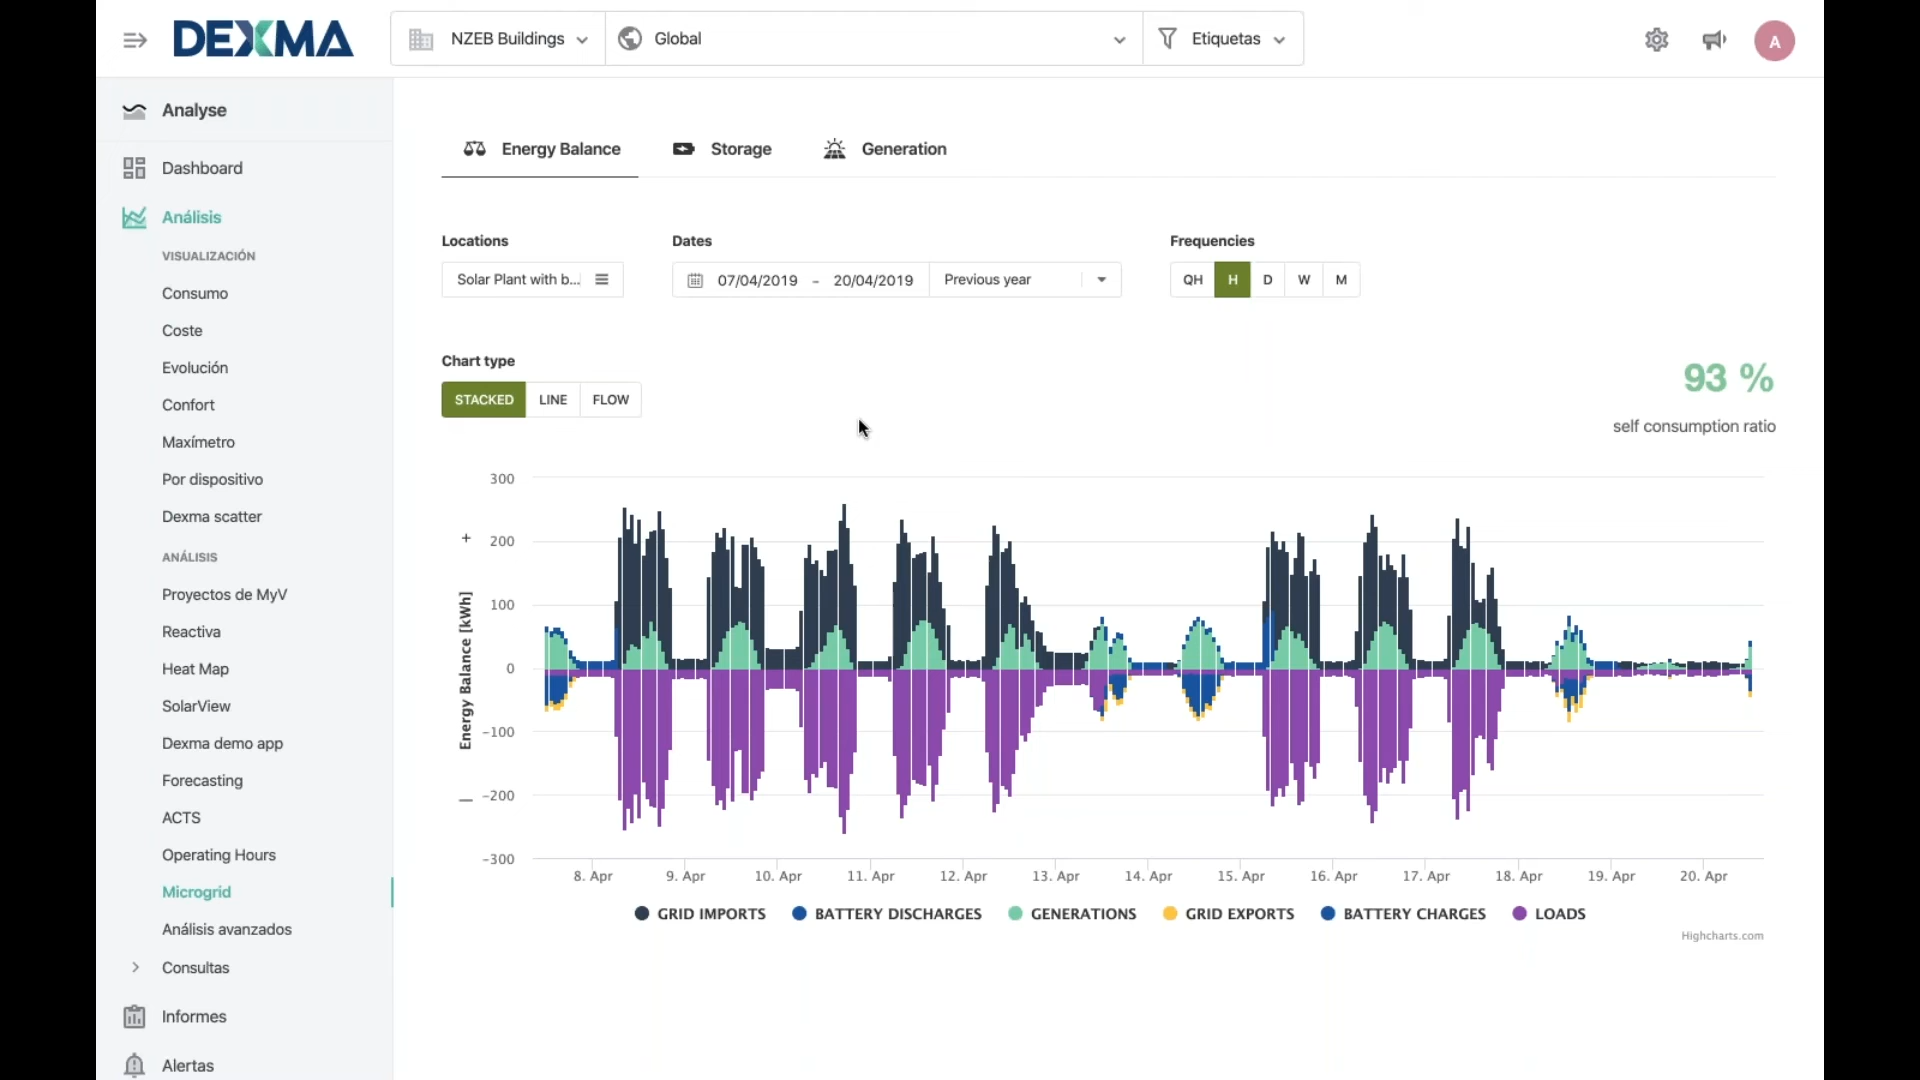 DEXMA
NZEB Buildings
Global
Etiquetas
A
Analyse
Dashboard
Análisis
VISUALIZACIÓN
Consumo
Coste
Evolución
Confort
Maxímetro
Por dispositivo
Dexma scatter
ANÁLISIS
Proyectos de MyV
Reactiva
Heat Map
SolarView
Dexma demo app
Forecasting
ACTS
Operating Hours
Microgrid
Análisis avanzados
Consultas
Informes
Alertas
Energy Balance Storage Generation
Locations Dates Frequencies
Solar Plant with b... 07/04/2019 - 20/04/2019 Previous year QH H D W M
Chart type
STACKED LINE FLOW
93 %
self consumption ratio
Energy Balance [kWh]
+
300
200
100
0
-100
-200
-300
8. Apr 9. Apr 10. Apr 11. Apr 12. Apr 13. Apr 14. Apr 15. Apr 16. Apr 17. Apr 18. Apr 19. Apr 20. Apr
GRID IMPORTS BATTERY DISCHARGES GENERATIONS GRID EXPORTS BATTERY CHARGES LOADS
Highcharts.com